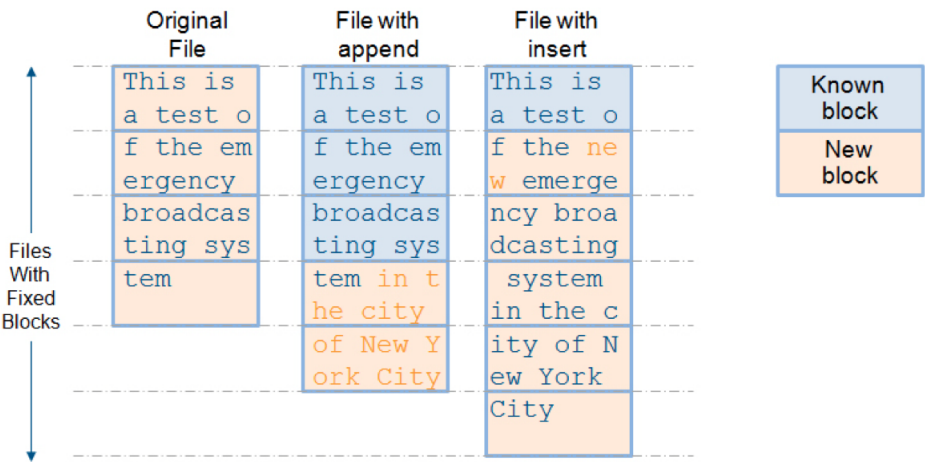 Original
File
File with
append
File with
insert
This is
a test o
f the em
ergency
broadcas
ting sys
tem
This is
a test o
f the em
ergency
broadcas
ting sys
tem in t
he city
of New Y
ork City
This is
a test o
f the ne
w emerge
ncy broa
dcasting
system
in the c
ity of N
ew York
City
Known
block
New
block
Files
With
Fixed
Blocks